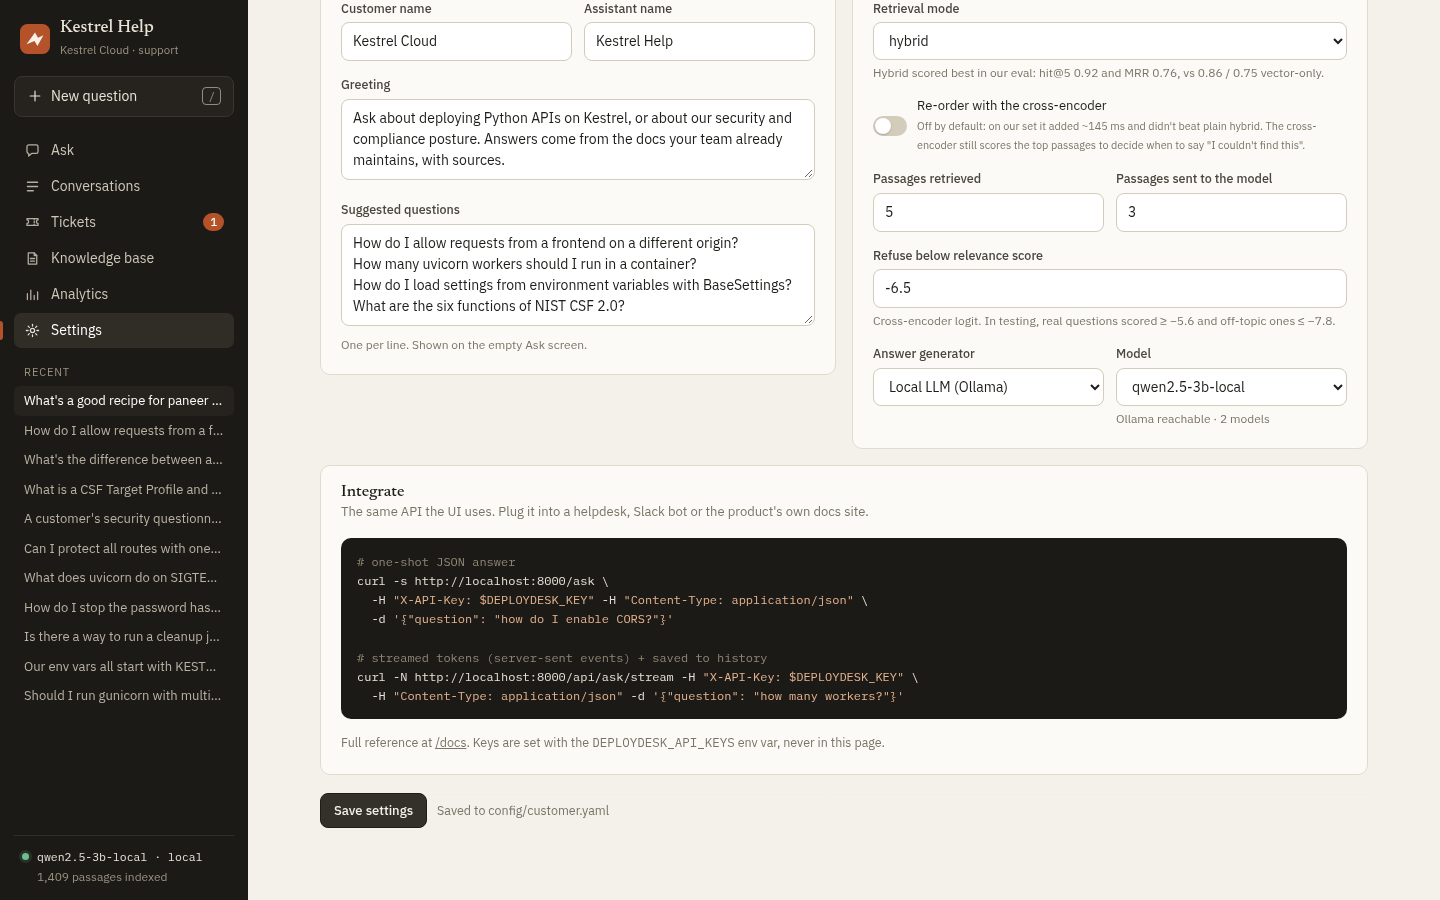 Kestrel Help
Kestrel Cloud · support
New question
/
Ask
Conversations
Tickets
1
Knowledge base
Analytics
Settings
RECENT
What's a good recipe for paneer ...
How do I allow requests from a f...
What's the difference between a...
What is a CSF Target Profile and ...
A customer's security questionn...
Can I protect all routes with one...
What does uvicorn do on SIGTE...
How do I stop the password has...
Is there a way to run a cleanup j...
Our env vars all start with KEST...
Should I run gunicorn with multi...
qwen2.5-3b-local · local
1,409 passages indexed
Customer name
Assistant name
Kestrel Cloud
Kestrel Help
Greeting
Ask about deploying Python APIs on Kestrel, or about our security and
compliance posture. Answers come from the docs your team already
maintains, with sources.
Suggested questions
How do I allow requests from a frontend on a different origin?
How many uvicorn workers should I run in a container?
How do I load settings from environment variables with BaseSettings?
What are the six functions of NIST CSF 2.0?
One per line. Shown on the empty Ask screen.
Retrieval mode
hybrid
Hybrid scored best in our eval: hit@5 0.92 and MRR 0.76, vs 0.86 / 0.75 vector-only.
Re-order with the cross-encoder
Off by default: on our set it added ~145 ms and didn't beat plain hybrid. The cross-
encoder still scores the top passages to decide when to say "I couldn't find this".
Passages retrieved
Passages sent to the model
5
3
Refuse below relevance score
-6.5
Cross-encoder logit. In testing, real questions scored ≥ −5.6 and off-topic ones ≤ −7.8.
Answer generator
Model
Local LLM (Ollama)
qwen2.5-3b-local
Ollama reachable · 2 models
Integrate
The same API the UI uses. Plug it into a helpdesk, Slack bot or the product's own docs site.
# one-shot JSON answer
curl -s http://localhost:8000/ask \
-H "X-API-Key: $DEPLOYDESK_KEY" -H "Content-Type: application/json" \
-d '{"question": "how do I enable CORS?"}'
# streamed tokens (server-sent events) + saved to history
curl -N http://localhost:8000/api/ask/stream -H "X-API-Key: $DEPLOYDESK_KEY" \
-H "Content-Type: application/json" -d '{"question": "how many workers?"}'
Full reference at /docs. Keys are set with the DEPLOYDESK_API_KEYS env var, never in this page.
Save settings
Saved to config/customer.yaml